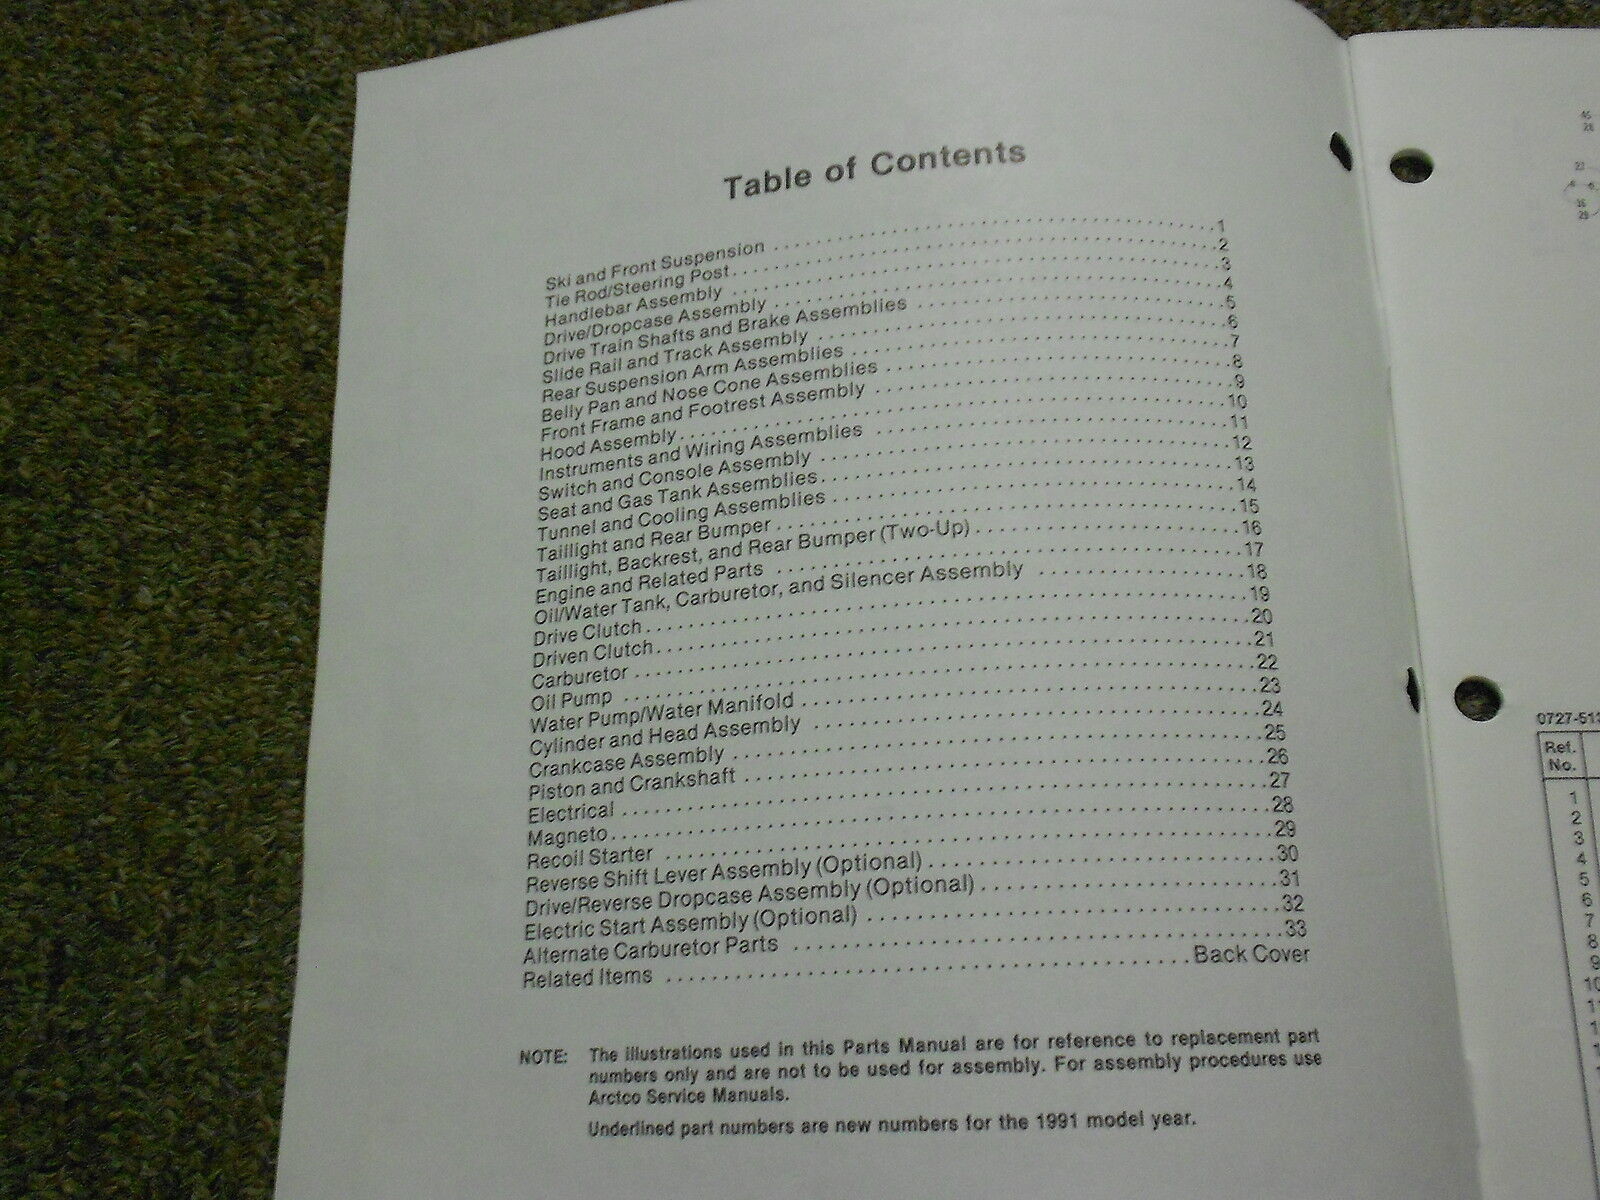 Table of Contents
Ski and Front Suspension ........ 1
Tie Rod/Steering Post ........ 2
Handlebar Assembly ........ 3
Drive/Dropcase Assembly ........ 4
Drive Train Shafts and Brake Assemblies ........ 5
Slide Rail and Track Assembly ........ 6
Rear Suspension Arm Assemblies ........ 7
Belly Pan and Nose Cone Assemblies ........ 8
Front Frame and Footrest Assembly ........ 9
Hood Assembly ........ 10
Instruments and Wiring Assemblies ........ 11
Switch and Console Assembly ........ 12
Seat and Gas Tank Assemblies ........ 13
Tunnel and Cooling Assemblies ........ 14
Taillight and Rear Bumper ........ 15
Taillight, Backrest, and Rear Bumper (Two-Up) ........ 16
Engine and Related Parts ........ 17
Oil/Water Tank, Carburetor, and Silencer Assembly ........ 18
Drive Clutch ........ 19
Driven Clutch ........ 20
Carburetor ........ 21
Oil Pump ........ 22
Water Pump/Water Manifold ........ 23
Cylinder and Head Assembly ........ 24
Crankcase Assembly ........ 25
Piston and Crankshaft ........ 26
Electrical ........ 27
Magneto ........ 28
Recoil Starter ........ 29
Reverse Shift Lever Assembly (Optional) ........ 30
Drive/Reverse Dropcase Assembly (Optional) ........ 31
Electric Start Assembly (Optional) ........ 32
Alternate Carburetor Parts ........ 33
Related Items ........ Back Cover
NOTE: The illustrations used in this Parts Manual are for reference to replacement part
numbers only and are not to be used for assembly. For assembly procedures use
Arctco Service Manuals.
Underlined part numbers are new numbers for the 1991 model year.
0727-513
Ref.
No.
1
2
3
4
5
6
7
8
9
10